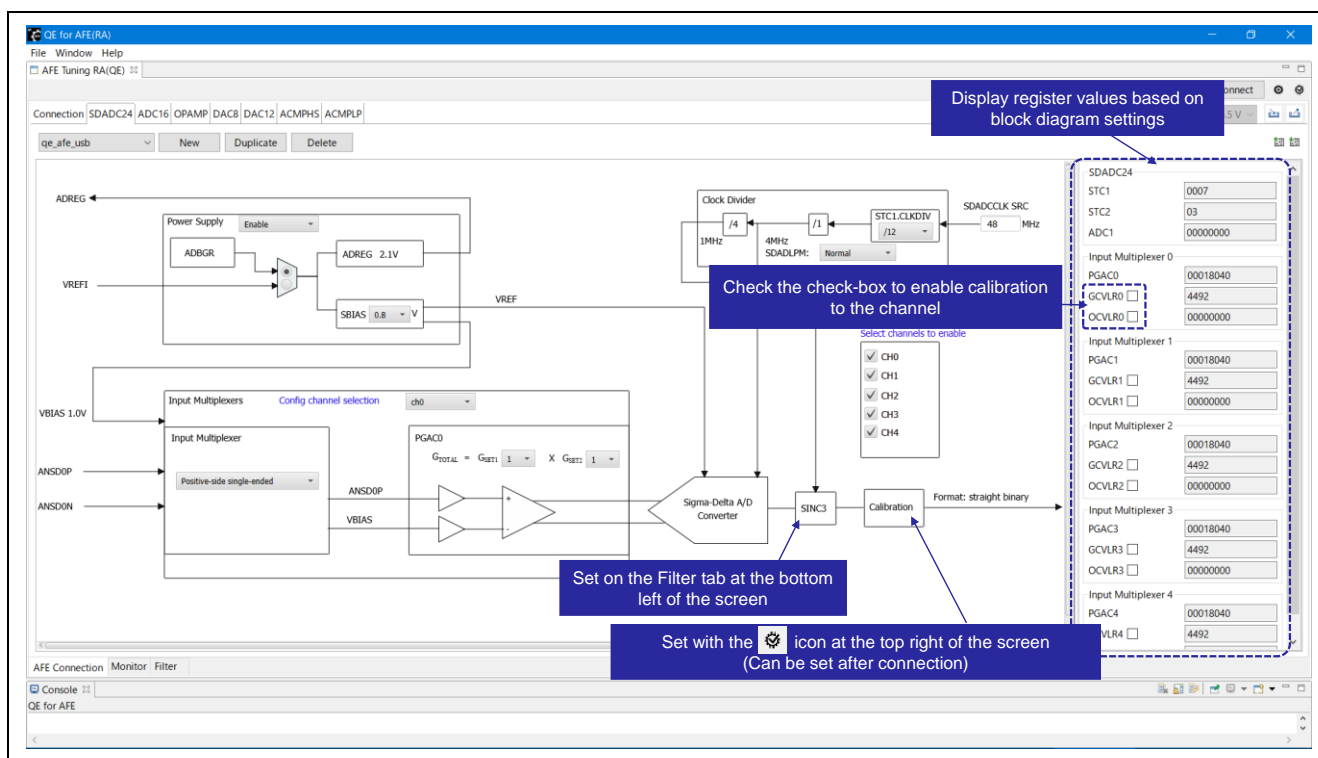 QE for AFE(RA)
File Window Help
AFE Tuning RA(QE)
Display register values based on
block diagram settings
Connection SDADC24 ADC16 OPAMP DAC8 DAC12 ACMPHS ACMPLP
qe_afe_usb New Duplicate Delete
ADREG
Power Supply Enable
ADBGR
ADREG 2.1V
VREFI
SBIAS 0.8 V
VREF
Clock Divider
/4 /1 STC1.CLKDIV
/12
1MHz 4MHz
SDADLPM: Normal
SDADCCLK SRC
48 MHz
Check the check-box to enable calibration
to the channel
Select channels to enable
CH0
CH1
CH2
CH3
CH4
VBIAS 1.0V
Input Multiplexers Config channel selection ch0
Input Multiplexer
Positive-side single-ended
ANSD0P
ANSD0N
ANSD0P
VBIAS
PGAC0
GTOTAL = GSET1 1 X GSET2 1
+
-
Sigma-Delta A/D
Converter
SINC3
Calibration
Format: straight binary
Set on the Filter tab at the bottom
left of the screen
Set with the icon at the top right of the screen
(Can be set after connection)
SDADC24
STC1 0007
STC2 03
ADC1 00000000
Input Multiplexer 0
PGAC0 00018040
GCVLR0 4492
OCVLR0 00000000
Input Multiplexer 1
PGAC1 00018040
GCVLR1 4492
OCVLR1 00000000
Input Multiplexer 2
PGAC2 00018040
GCVLR2 4492
OCVLR2 00000000
Input Multiplexer 3
PGAC3 00018040
GCVLR3 4492
OCVLR3 00000000
Input Multiplexer 4
PGAC4 00018040
4492
AFE Connection Monitor Filter
Console
QE for AFE